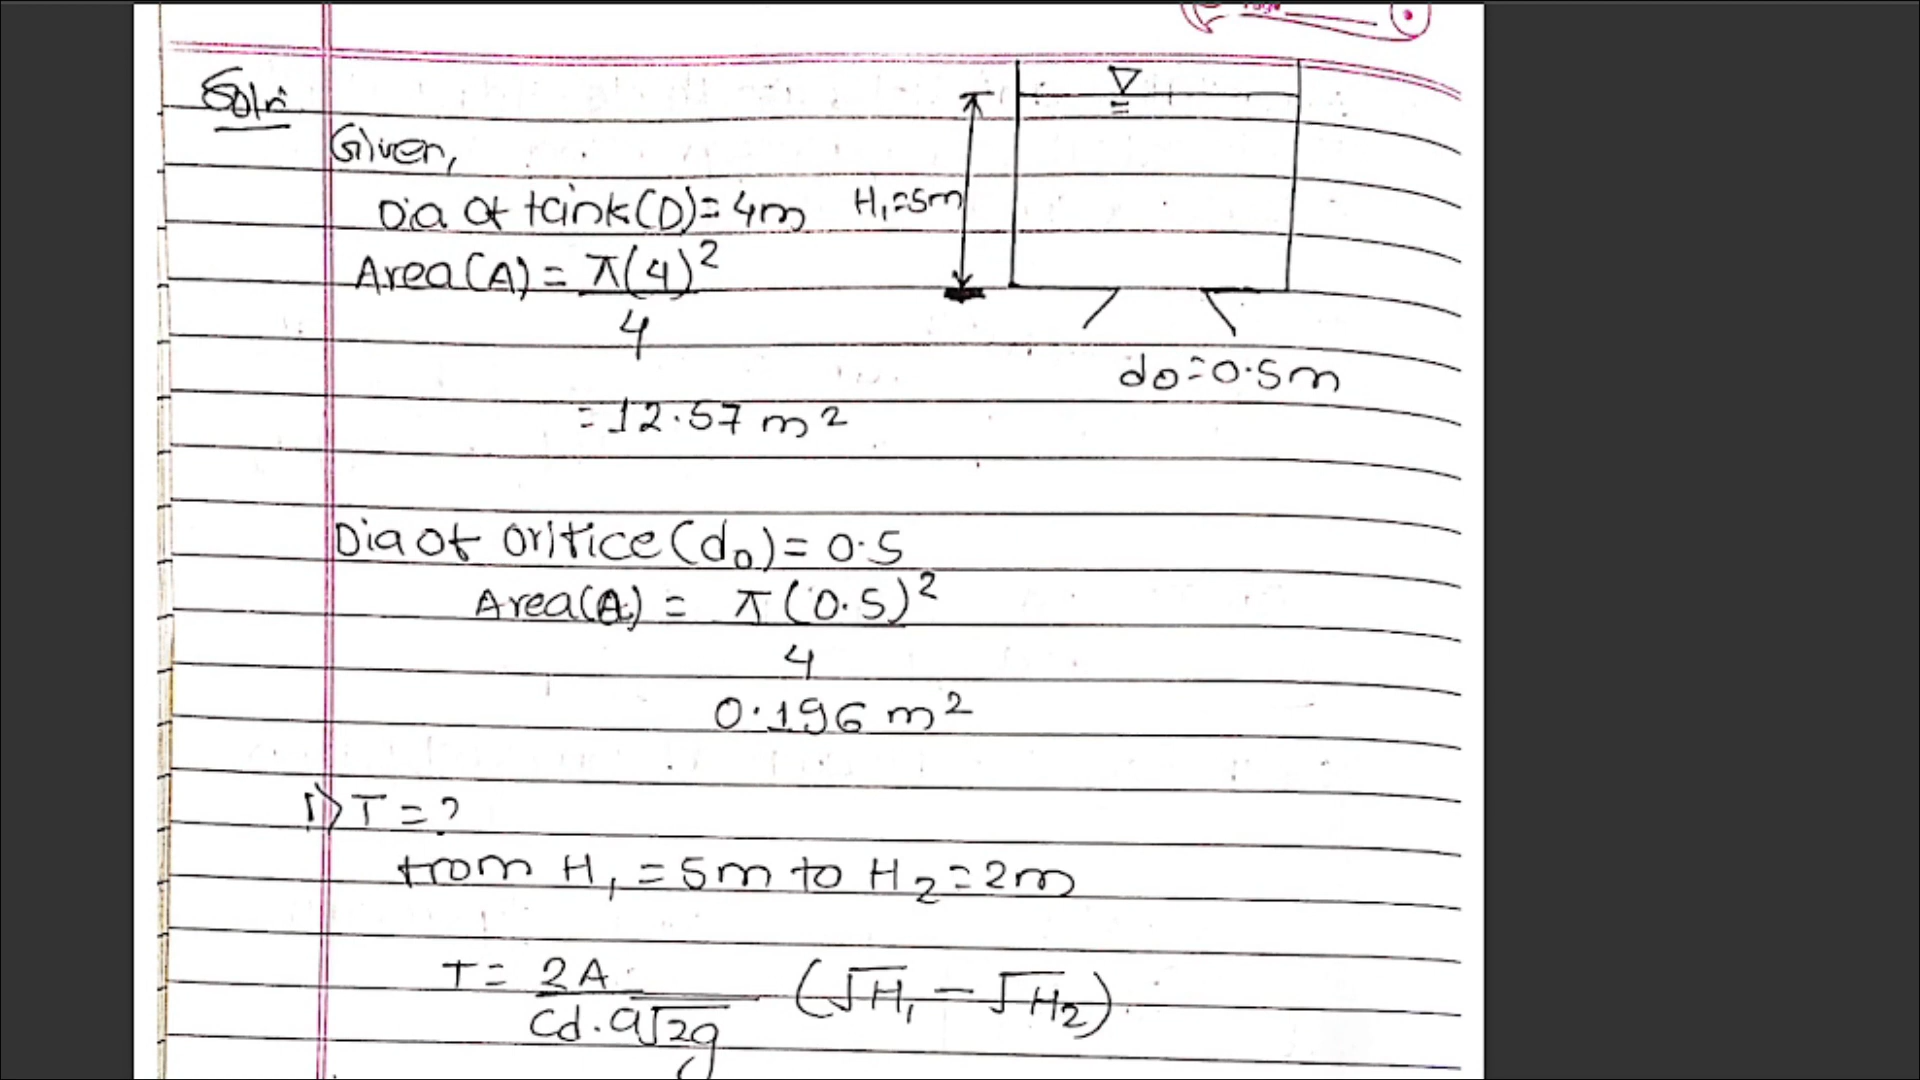 Soln
Given,
Dia of tank(D)= 4m
H₁=5m
Area(A) = π(4)²
4
= 12.57 m²
do=0.5m
Dia of orifice(d₀)= 0.5
Area(a) = π(0.5)²
4
0.196 m²
1) T = ?
from H₁ = 5m to H₂ = 2m
T = 2A (√H₁ - √H₂)
Cd.a√2g